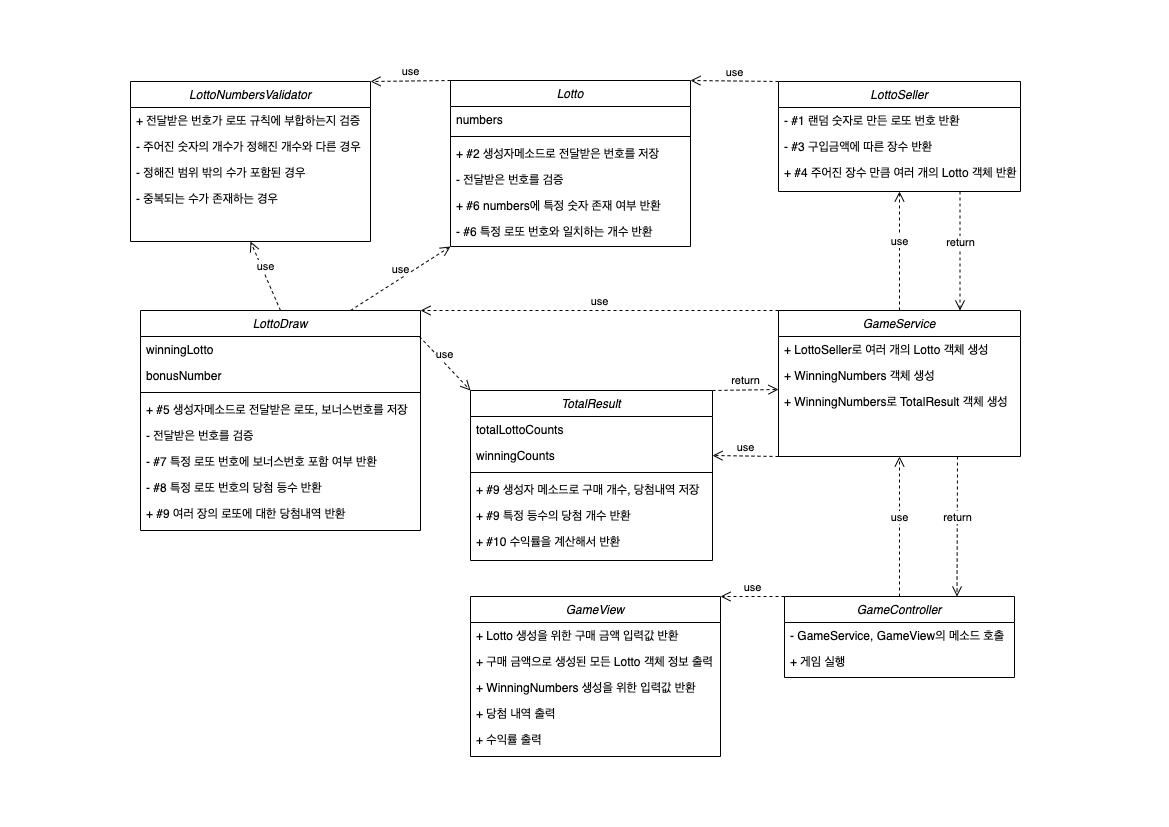 use
use
LottoNumbersValidator
+ 전달받은 번호가 로또 규칙에 부합하는지 검증
- 주어진 숫자의 개수가 정해진 개수와 다른 경우
- 정해진 범위 밖의 수가 포함된 경우
- 중복되는 수가 존재하는 경우
Lotto
numbers
+ #2 생성자메소드로 전달받은 번호를 저장
- 전달받은 번호를 검증
+ #6 numbers에 특정 숫자 존재 여부 반환
- #6 특정 로또 번호와 일치하는 개수 반환
LottoSeller
- #1 랜덤 숫자로 만든 로또 번호 반환
- #3 구입금액에 따른 장수 반환
+ #4 주어진 장수 만큼 여러 개의 Lotto 객체 반환
use
use
use
return
use
LottoDraw
winningLotto
bonusNumber
+ #5 생성자메소드로 전달받은 로또, 보너스번호를 저장
- 전달받은 번호를 검증
- #7 특정 로또 번호에 보너스번호 포함 여부 반환
- #8 특정 로또 번호의 당첨 등수 반환
+ #9 여러 장의 로또에 대한 당첨내역 반환
use
return
use
TotalResult
totalLottoCounts
winningCounts
+ #9 생성자 메소드로 구매 개수, 당첨내역 저장
+ #9 특정 등수의 당첨 개수 반환
+ #10 수익률을 계산해서 반환
GameService
+ LottoSeller로 여러 개의 Lotto 객체 생성
+ WinningNumbers 객체 생성
+ WinningNumbers로 TotalResult 객체 생성
use
return
use
GameView
+ Lotto 생성을 위한 구매 금액 입력값 반환
+ 구매 금액으로 생성된 모든 Lotto 객체 정보 출력
+ WinningNumbers 생성을 위한 입력값 반환
+ 당첨 내역 출력
+ 수익률 출력
GameController
- GameService, GameView의 메소드 호출
+ 게임 실행